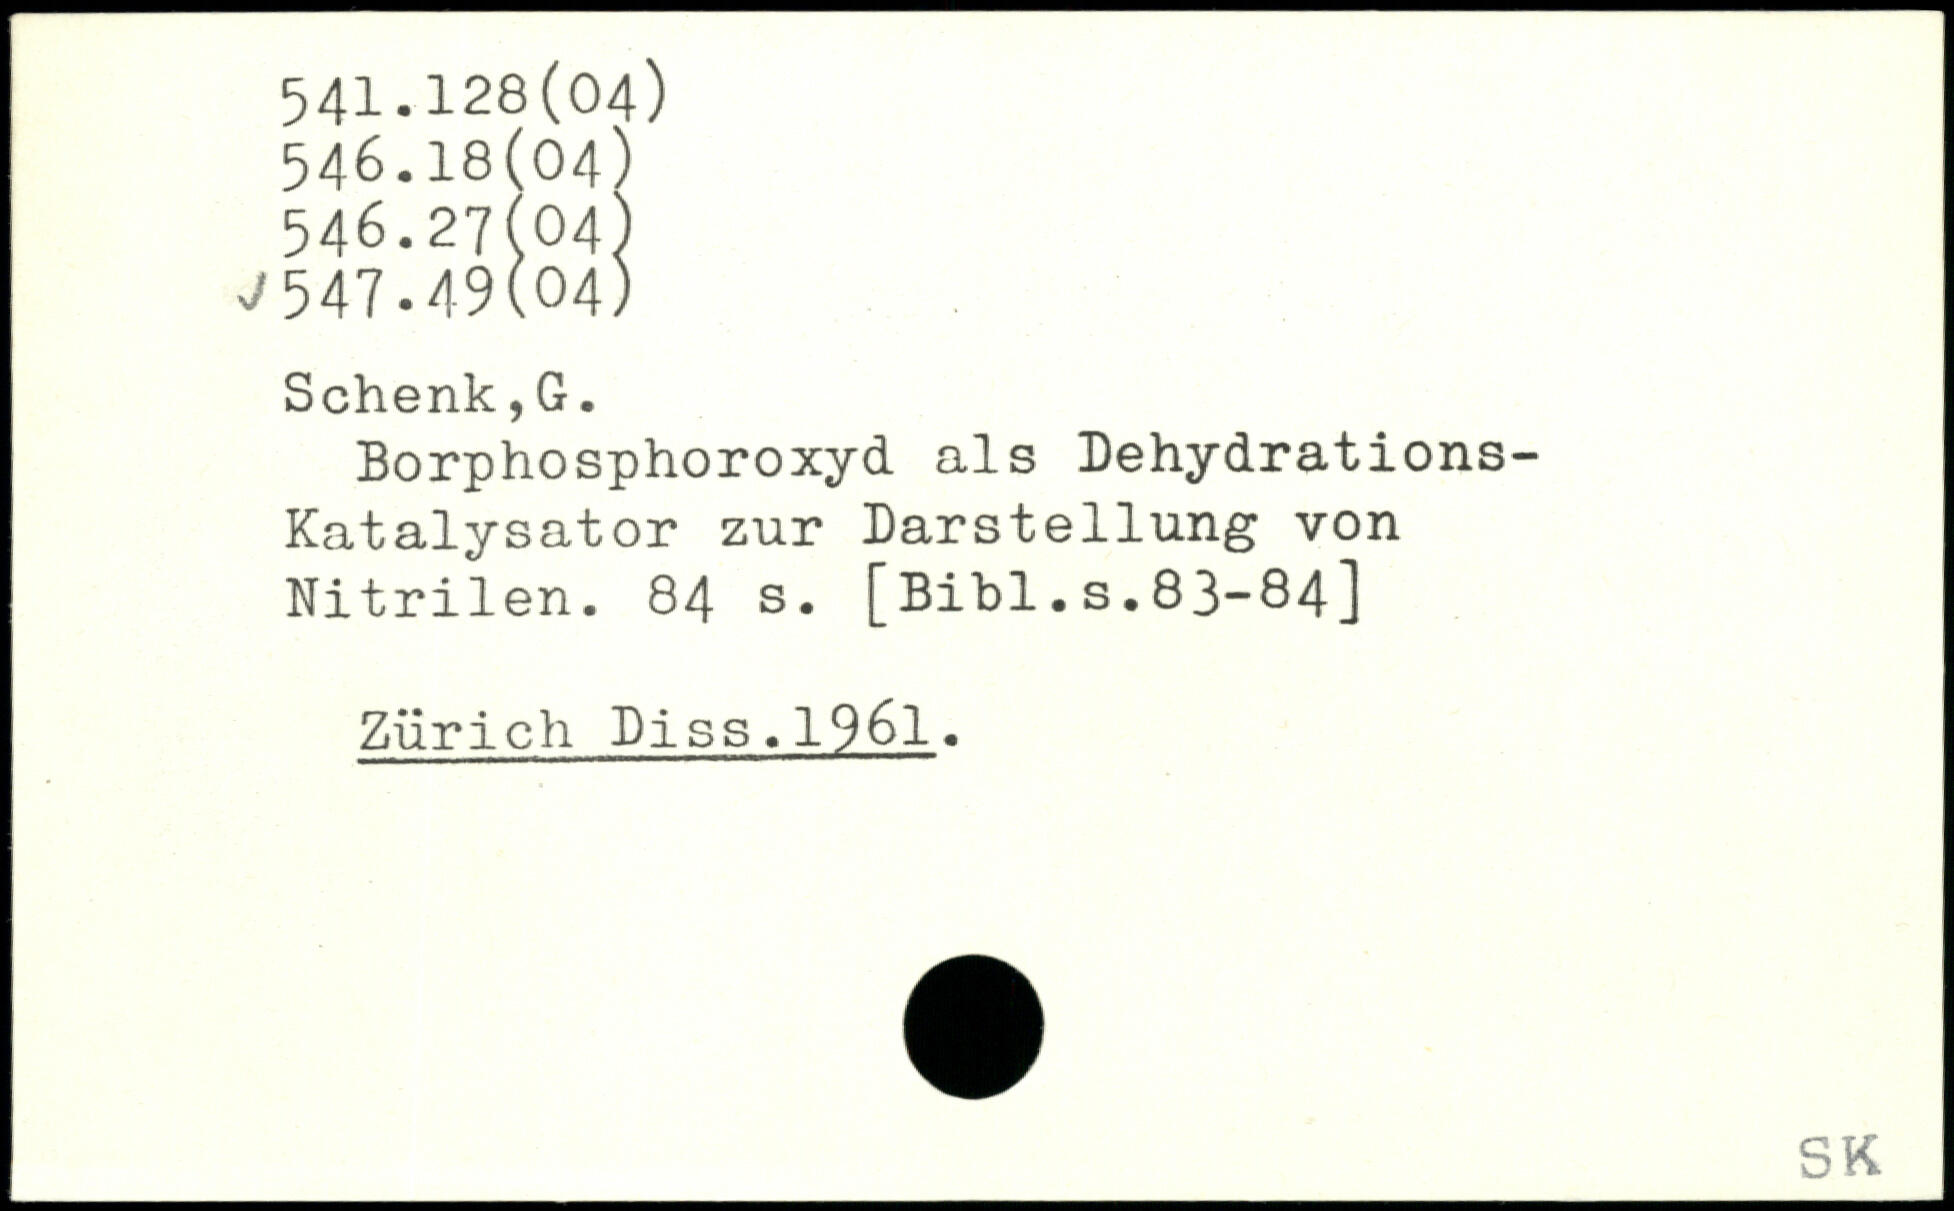 541.128(04)
546.18(04)
546.27(04)
✓547.49(04)
Schenk,G.
Borphosphoroxyd als Dehydrations-
Katalysator zur Darstellung von
Nitrilen. 84 s. [Bibl.s.83-84]
Zürich Diss.1961.
SK